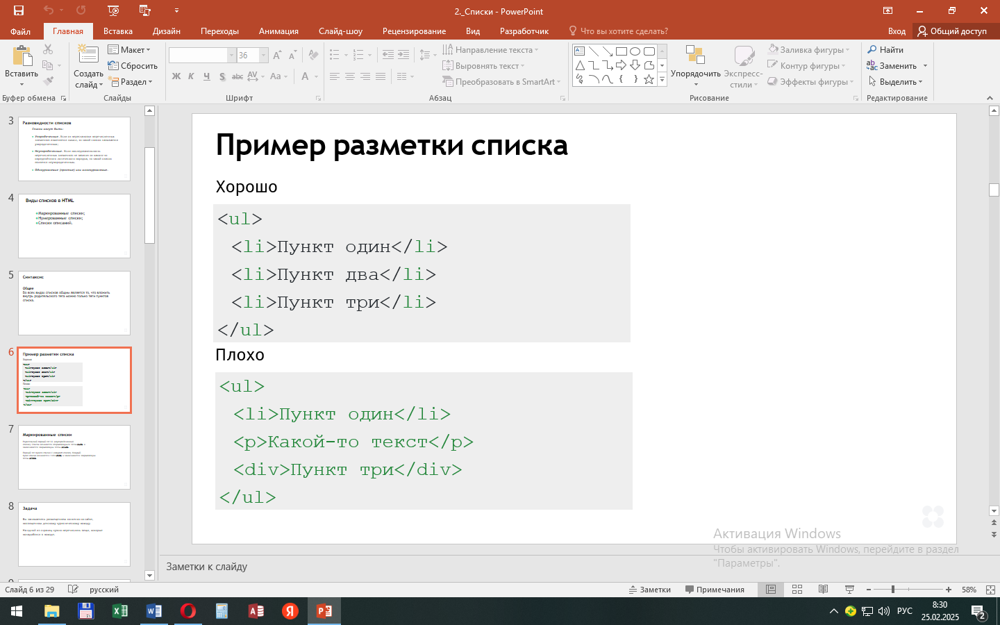 2._Списки - PowerPoint
Файл
Главная
Вставка
Дизайн
Переходы
Анимация
Слайд-шоу
Рецензирование
Вид
Разработчик
Что вы хотите сделать?
Вход
Общий доступ
Вставить
Буфер обмена
Создать слайд
Макет
Сбросить
Раздел
Слайды
36
Ж К Ч S abc AV Aa A
Шрифт
Направление текста
Выровнять текст
Преобразовать в SmartArt
Абзац
Упорядочить
Экспресс-стили
Заливка фигуры
Контур фигуры
Эффекты фигуры
Рисование
Найти
Заменить
Выделить
Редактирование
3
Разновидности списков
Списки могут быть:
4
Виды списков в HTML
Маркированные списки;
Нумерованные списки;
Списки описаний.
5
Синтаксис
Общее
Во всех видах списков общим является то, что вложить
внутрь родительского тега можно только теги пунктов
списка.
6
Пример разметки списка
7
Маркированные списки
8
Задача
Пример разметки списка
Хорошо
<ul>
<li>Пункт один</li>
<li>Пункт два</li>
<li>Пункт три</li>
</ul>
Плохо
<ul>
<li>Пункт один</li>
<p>Какой-то текст</p>
<div>Пункт три</div>
</ul>
Активация Windows
Чтобы активировать Windows, перейдите в раздел
"Параметры".
Заметки к слайду
Слайд 6 из 29
русский
Заметки
Примечания
58%
РУС
8:30
25.02.2025
2